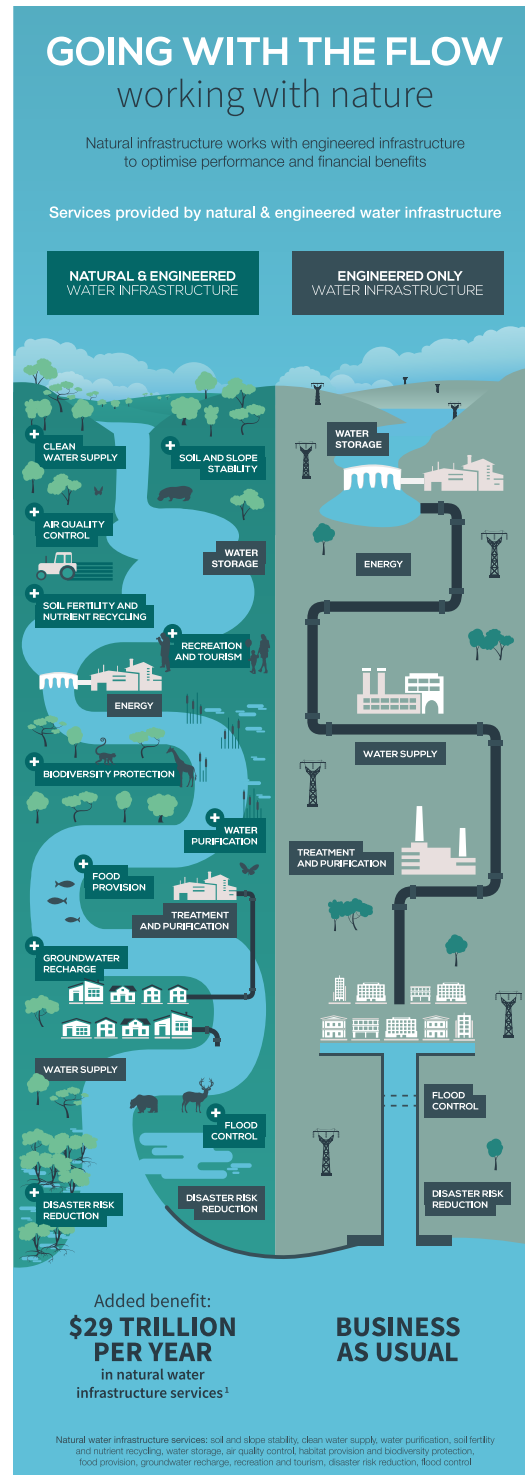 GOING WITH THE FLOW
working with nature
Natural infrastructure works with engineered infrastructure
to optimise performance and financial benefits
Services provided by natural & engineered water infrastructure
NATURAL & ENGINEERED
WATER INFRASTRUCTURE
CLEAN
WATER SUPPLY
SOIL AND SLOPE
STABILITY
AIR QUALITY
CONTROL
WATER
STORAGE
SOIL FERTILITY AND
NUTRIENT RECYCLING
RECREATION
AND TOURISM
ENERGY
BIODIVERSITY PROTECTION
WATER
PURIFICATION
FOOD
PROVISION
TREATMENT
AND PURIFICATION
GROUNDWATER
RECHARGE
WATER SUPPLY
FLOOD
CONTROL
DISASTER RISK
REDUCTION
DISASTER RISK
REDUCTION
Added benefit:
$29 TRILLION
PER YEAR
in natural water
infrastructure services¹
ENGINEERED ONLY
WATER INFRASTRUCTURE
WATER
STORAGE
ENERGY
WATER SUPPLY
TREATMENT
AND PURIFICATION
FLOOD
CONTROL
DISASTER RISK
REDUCTION
BUSINESS
AS USUAL
Natural water infrastructure services: soil and slope stability, clean water supply, water purification, soil fertility
and nutrient recycling, water storage, air quality control, habitat provision and biodiversity protection,
food provision, groundwater recharge, recreation and tourism, disaster risk reduction, flood control